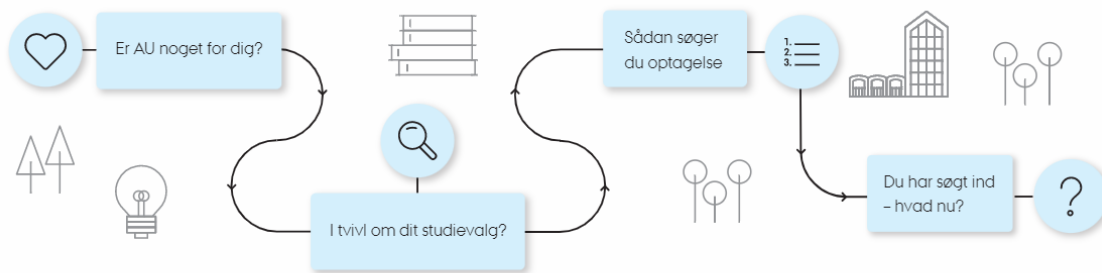 Er AU noget for dig?
I tvivl om dit studievalg?
Sådan søger
du optagelse
1.
2.
3.
Du har søgt ind
– hvad nu?
?